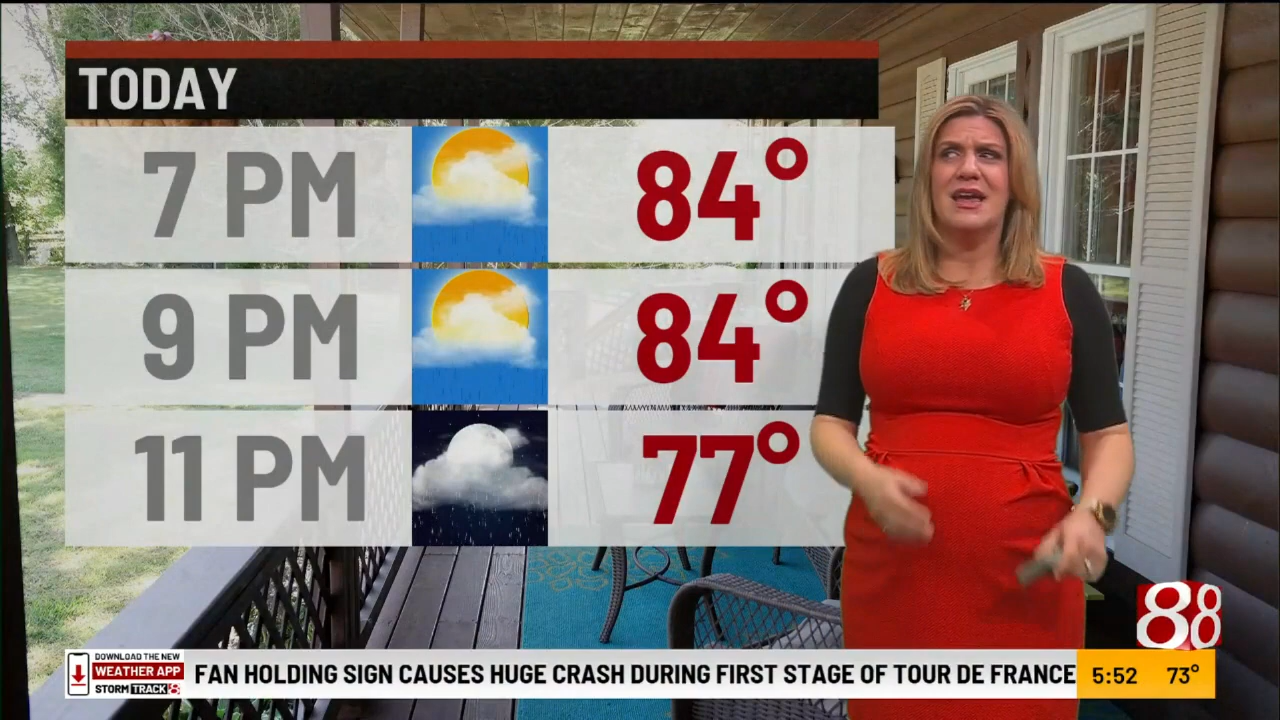 TODAY
7 PM 84°
9 PM 84°
11 PM 77°
88
DOWNLOAD THE NEW
WEATHER APP
STORM TRACK 8
FAN HOLDING SIGN CAUSES HUGE CRASH DURING FIRST STAGE OF TOUR DE FRANCE
5:52 73°